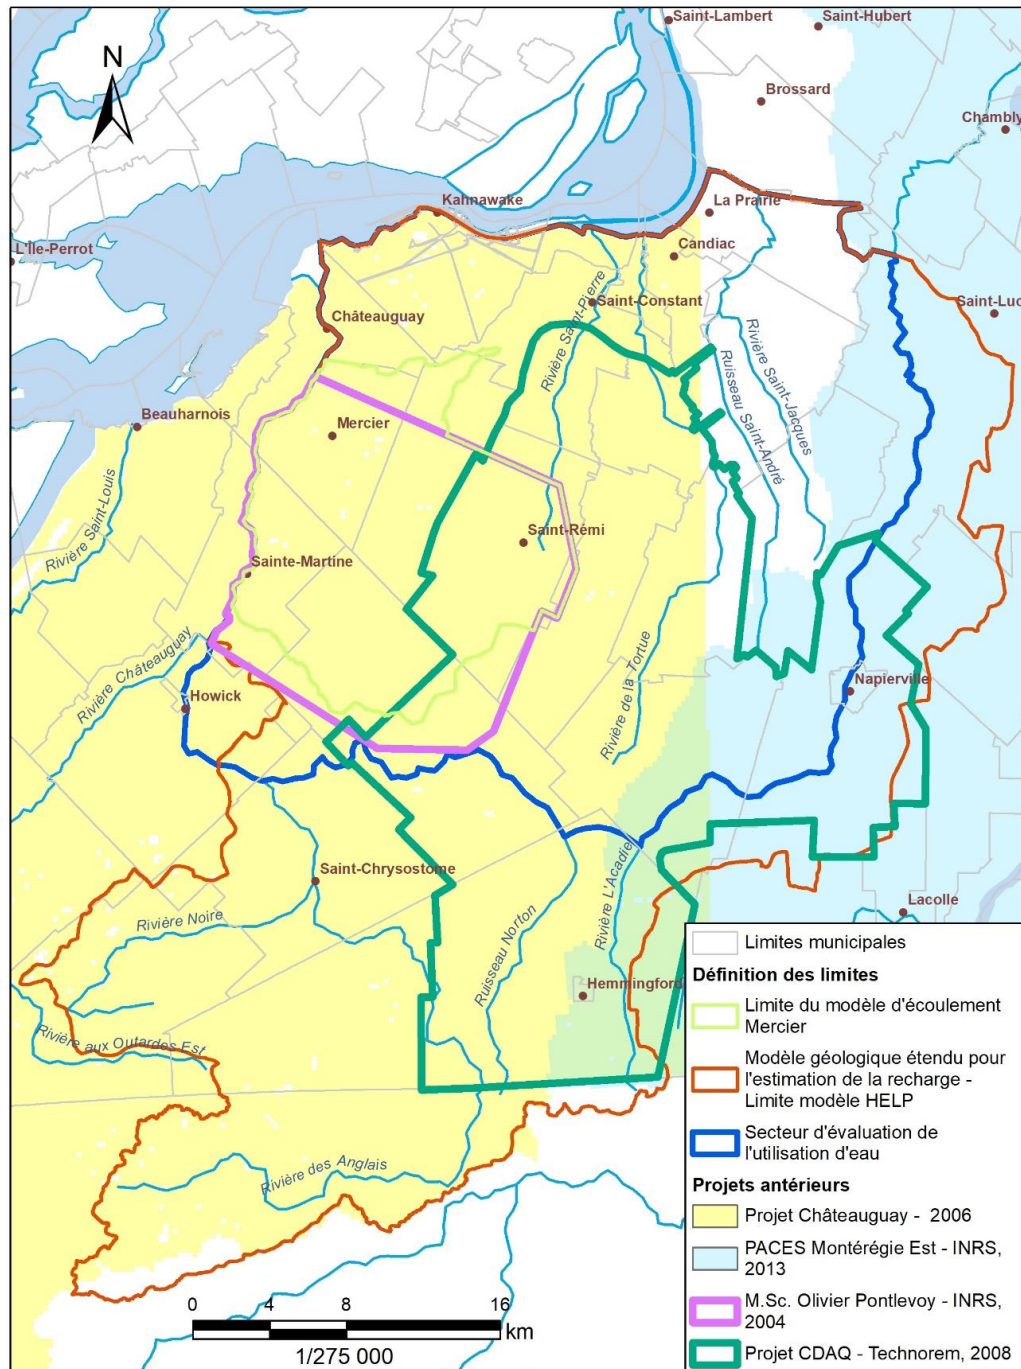 Saint-Lambert
Saint-Hubert
N
Brossard
Chambly
Kahnawake
La Prairie
L'Île-Perrot
Candiac
Saint-Constant
Saint-Luc
Châteauguay
Rivière Saint-Pierre
Rivière Saint-Jacques
Ruisseau Saint-André
Beauharnois
Mercier
Rivière Saint-Louis
Saint-Rémi
Sainte-Martine
Rivière Châteauguay
Rivière de la Tortue
Napierville
Howick
Saint-Chrysostome
Rivière L'Acadie
Rivière Noire
Ruisseau Norton
Lacolle
Hemmingford
Rivière aux Outardes Est
Rivière des Anglais
Limites municipales
Définition des limites
Limite du modèle d'écoulement
Mercier
Modèle géologique étendu pour
l'estimation de la recharge -
Limite modèle HELP
Secteur d'évaluation de
l'utilisation d'eau
Projets antérieurs
Projet Châteauguay - 2006
PACES Montérégie Est - INRS,
2013
M.Sc. Olivier Pontlevoy - INRS,
2004
Projet CDAQ - Technorem, 2008
0 4 8 16
km
1/275 000